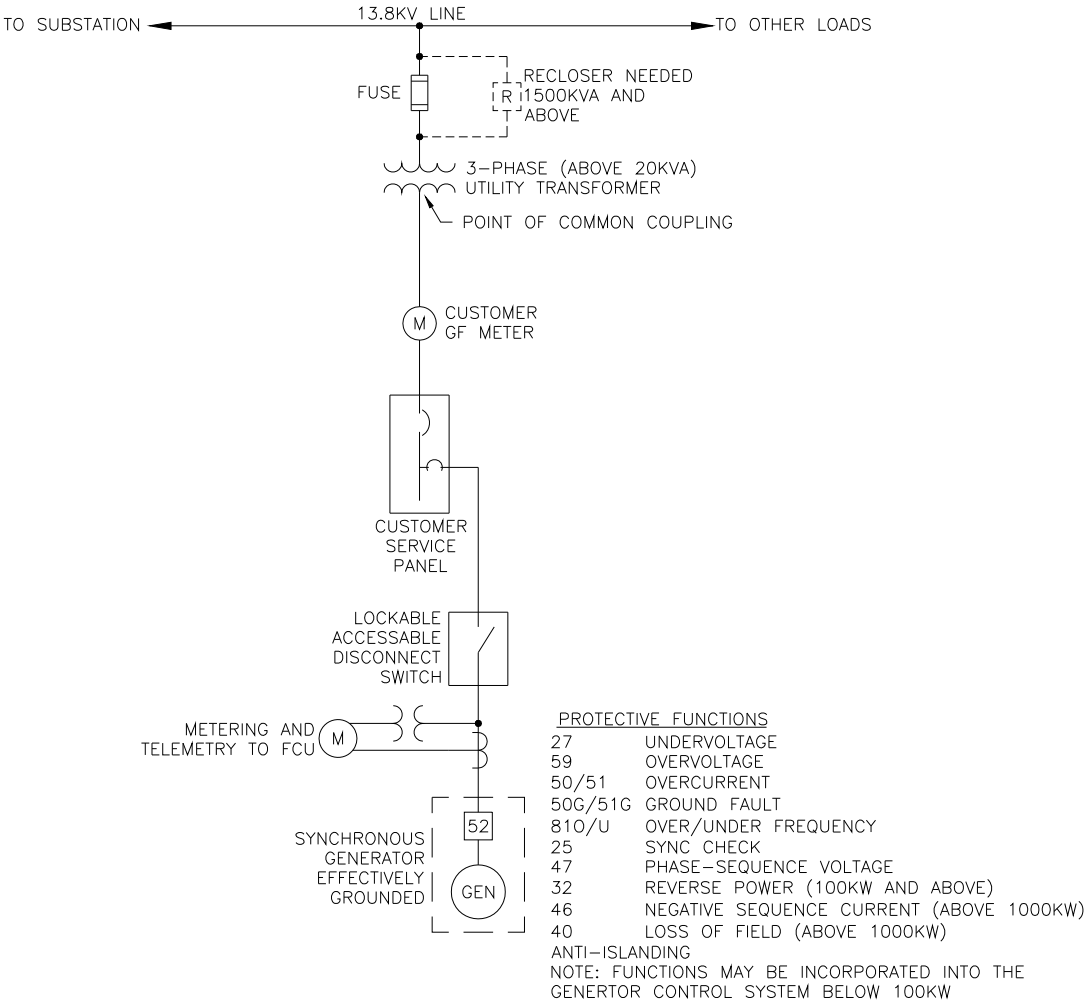 13.8KV LINE
TO SUBSTATION
TO OTHER LOADS
FUSE
R
RECLOSER NEEDED
1500KVA AND
ABOVE
3-PHASE (ABOVE 20KVA)
UTILITY TRANSFORMER
POINT OF COMMON COUPLING
M
CUSTOMER
GF METER
CUSTOMER
SERVICE
PANEL
LOCKABLE
ACCESSABLE
DISCONNECT
SWITCH
METERING AND
TELEMETRY TO FCU
M
52
SYNCHRONOUS
GENERATOR
EFFECTIVELY
GROUNDED
GEN
PROTECTIVE FUNCTIONS
27 UNDERVOLTAGE
59 OVERVOLTAGE
50/51 OVERCURRENT
50G/51G GROUND FAULT
81O/U OVER/UNDER FREQUENCY
25 SYNC CHECK
47 PHASE-SEQUENCE VOLTAGE
32 REVERSE POWER (100KW AND ABOVE)
46 NEGATIVE SEQUENCE CURRENT (ABOVE 1000KW)
40 LOSS OF FIELD (ABOVE 1000KW)
ANTI-ISLANDING
NOTE: FUNCTIONS MAY BE INCORPORATED INTO THE
GENERTOR CONTROL SYSTEM BELOW 100KW